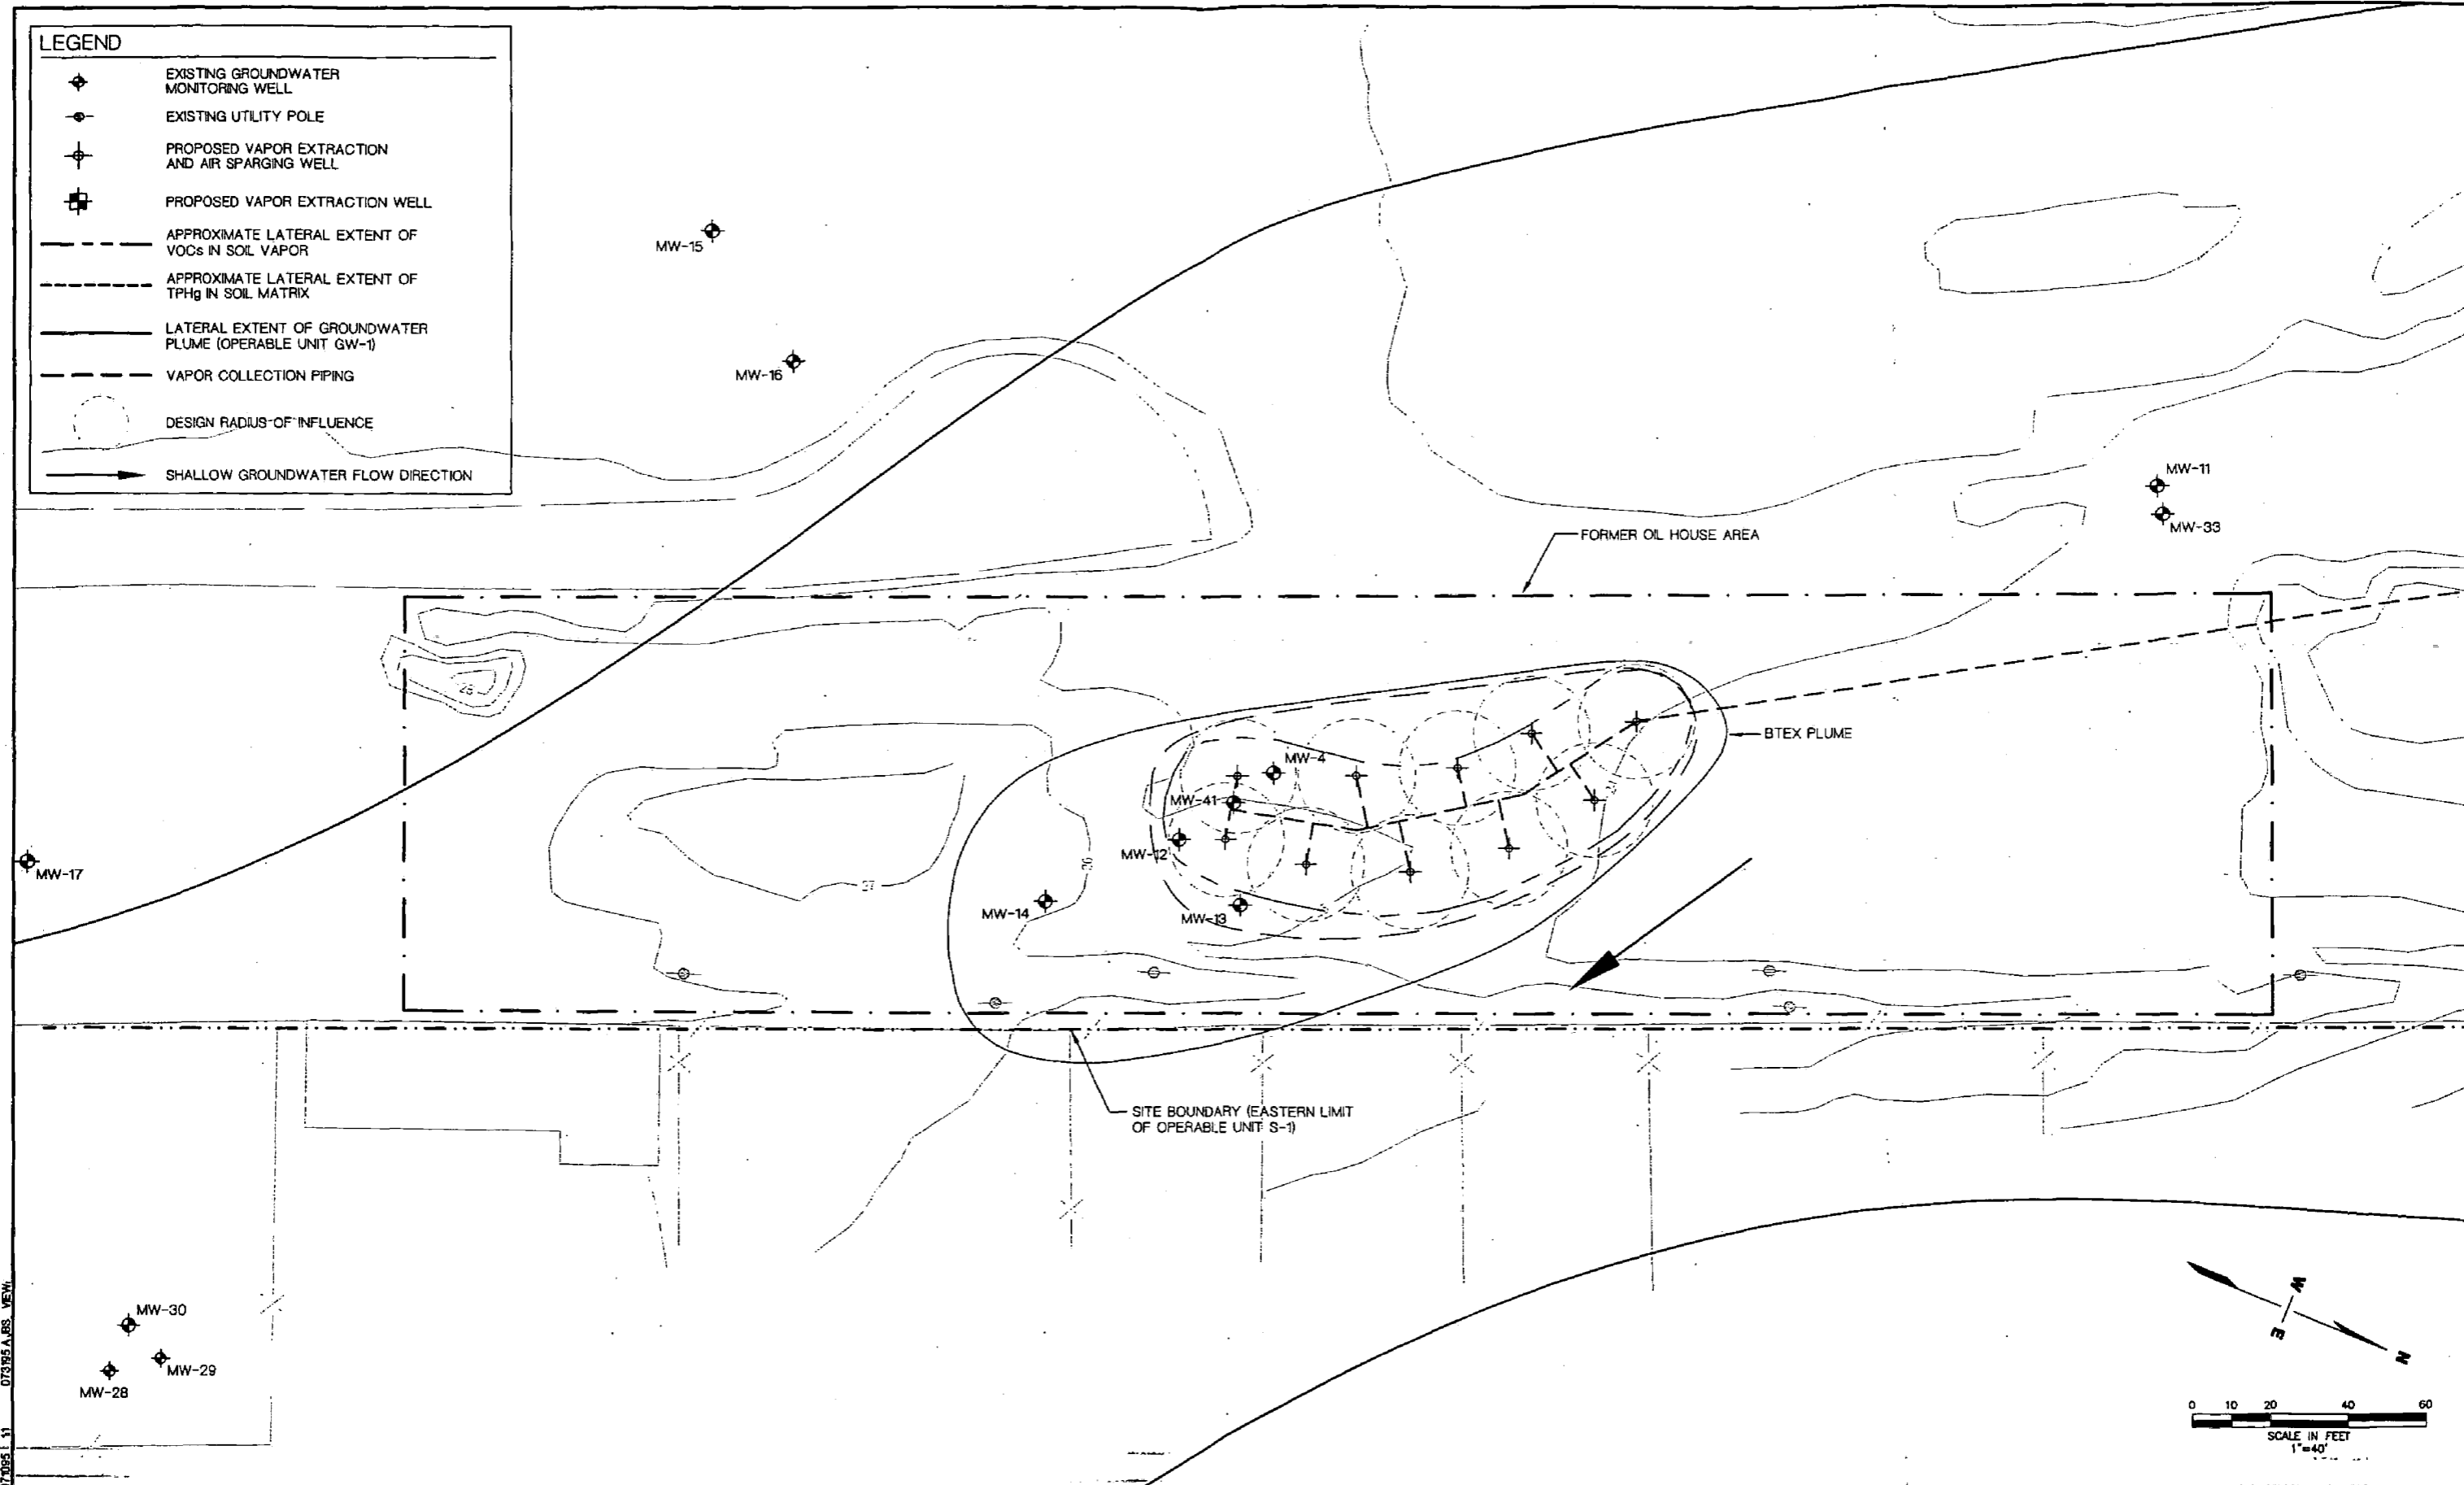 LEGEND
EXISTING GROUNDWATER
MONITORING WELL
EXISTING UTILITY POLE
PROPOSED VAPOR EXTRACTION
AND AIR SPARGING WELL
PROPOSED VAPOR EXTRACTION WELL
APPROXIMATE LATERAL EXTENT OF
VOCs IN SOIL VAPOR
APPROXIMATE LATERAL EXTENT OF
TPHg IN SOIL MATRIX
LATERAL EXTENT OF GROUNDWATER
PLUME (OPERABLE UNIT GW-1)
VAPOR COLLECTION PIPING
DESIGN RADIUS OF INFLUENCE
SHALLOW GROUNDWATER FLOW DIRECTION
MW-15
MW-16
MW-11
MW-33
FORMER OIL HOUSE AREA
BTEX PLUME
MW-4
MW-41
MW-12
MW-17
26
27
MW-14
MW-13
SITE BOUNDARY (EASTERN LIMIT
OF OPERABLE UNIT S-1)
MW-30
MW-29
MW-28
W
E
N
0 10 20 40 60
SCALE IN FEET
1"=40'